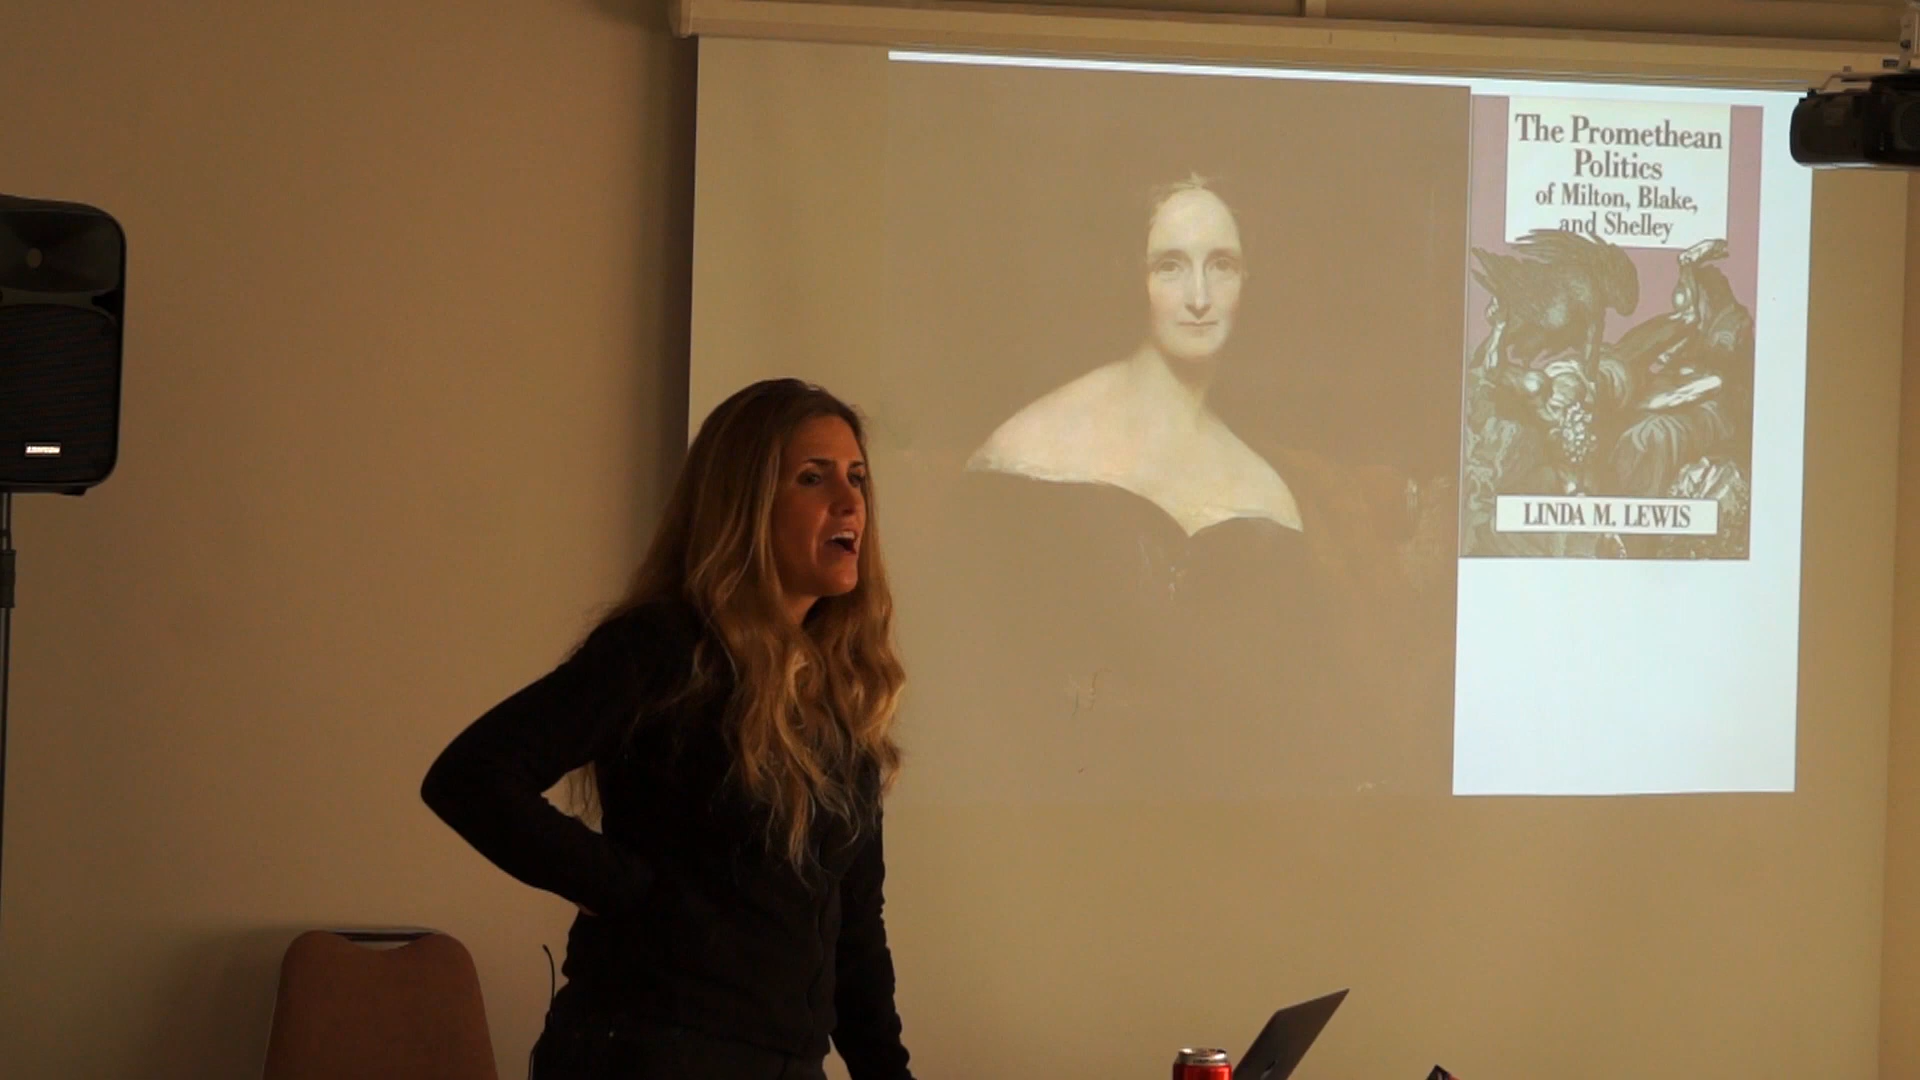 The Promethean
Politics
of Milton, Blake,
and Shelley
LINDA M. LEWIS